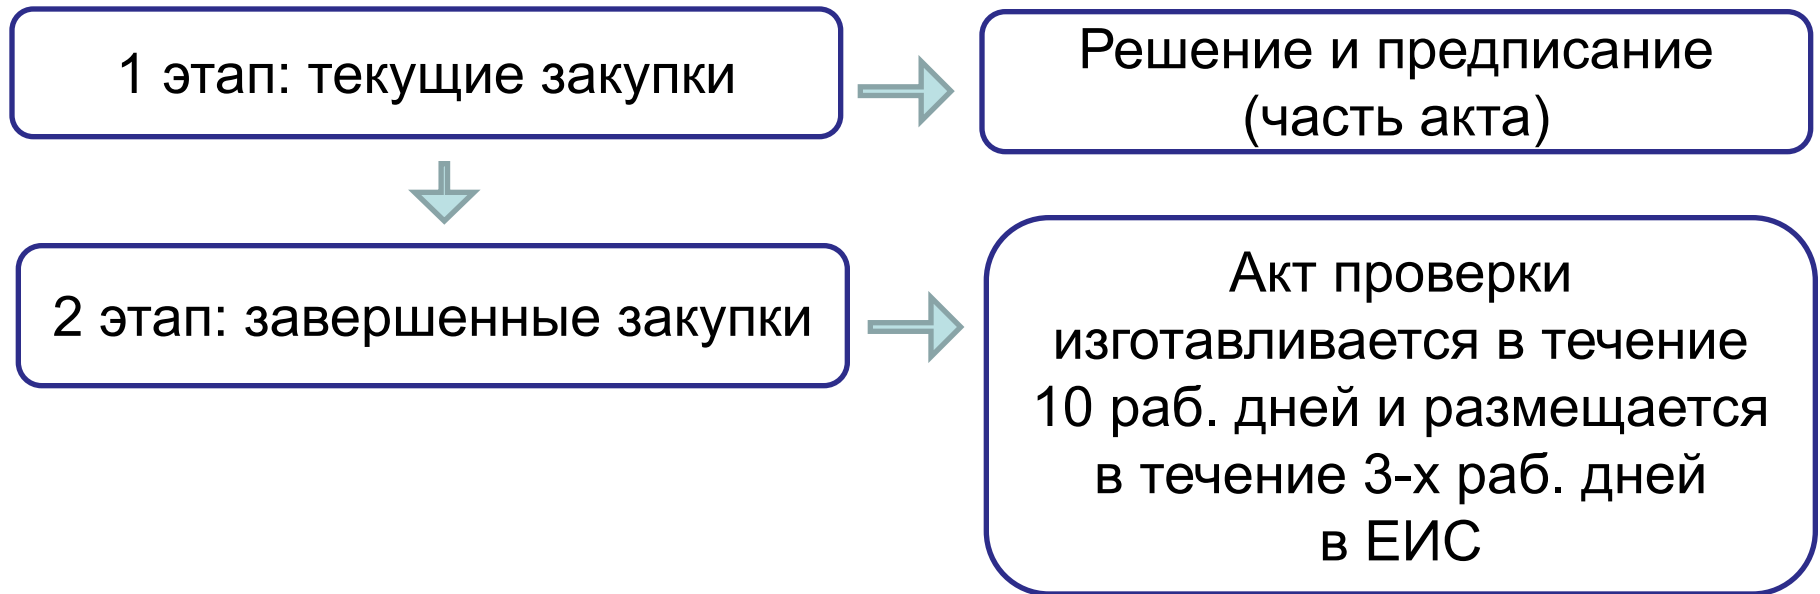 1 этап: текущие закупки
Решение и предписание
(часть акта)
2 этап: завершенные закупки
Акт проверки
изготавливается в течение
10 раб. дней и размещается
в течение 3-х раб. дней
в ЕИС